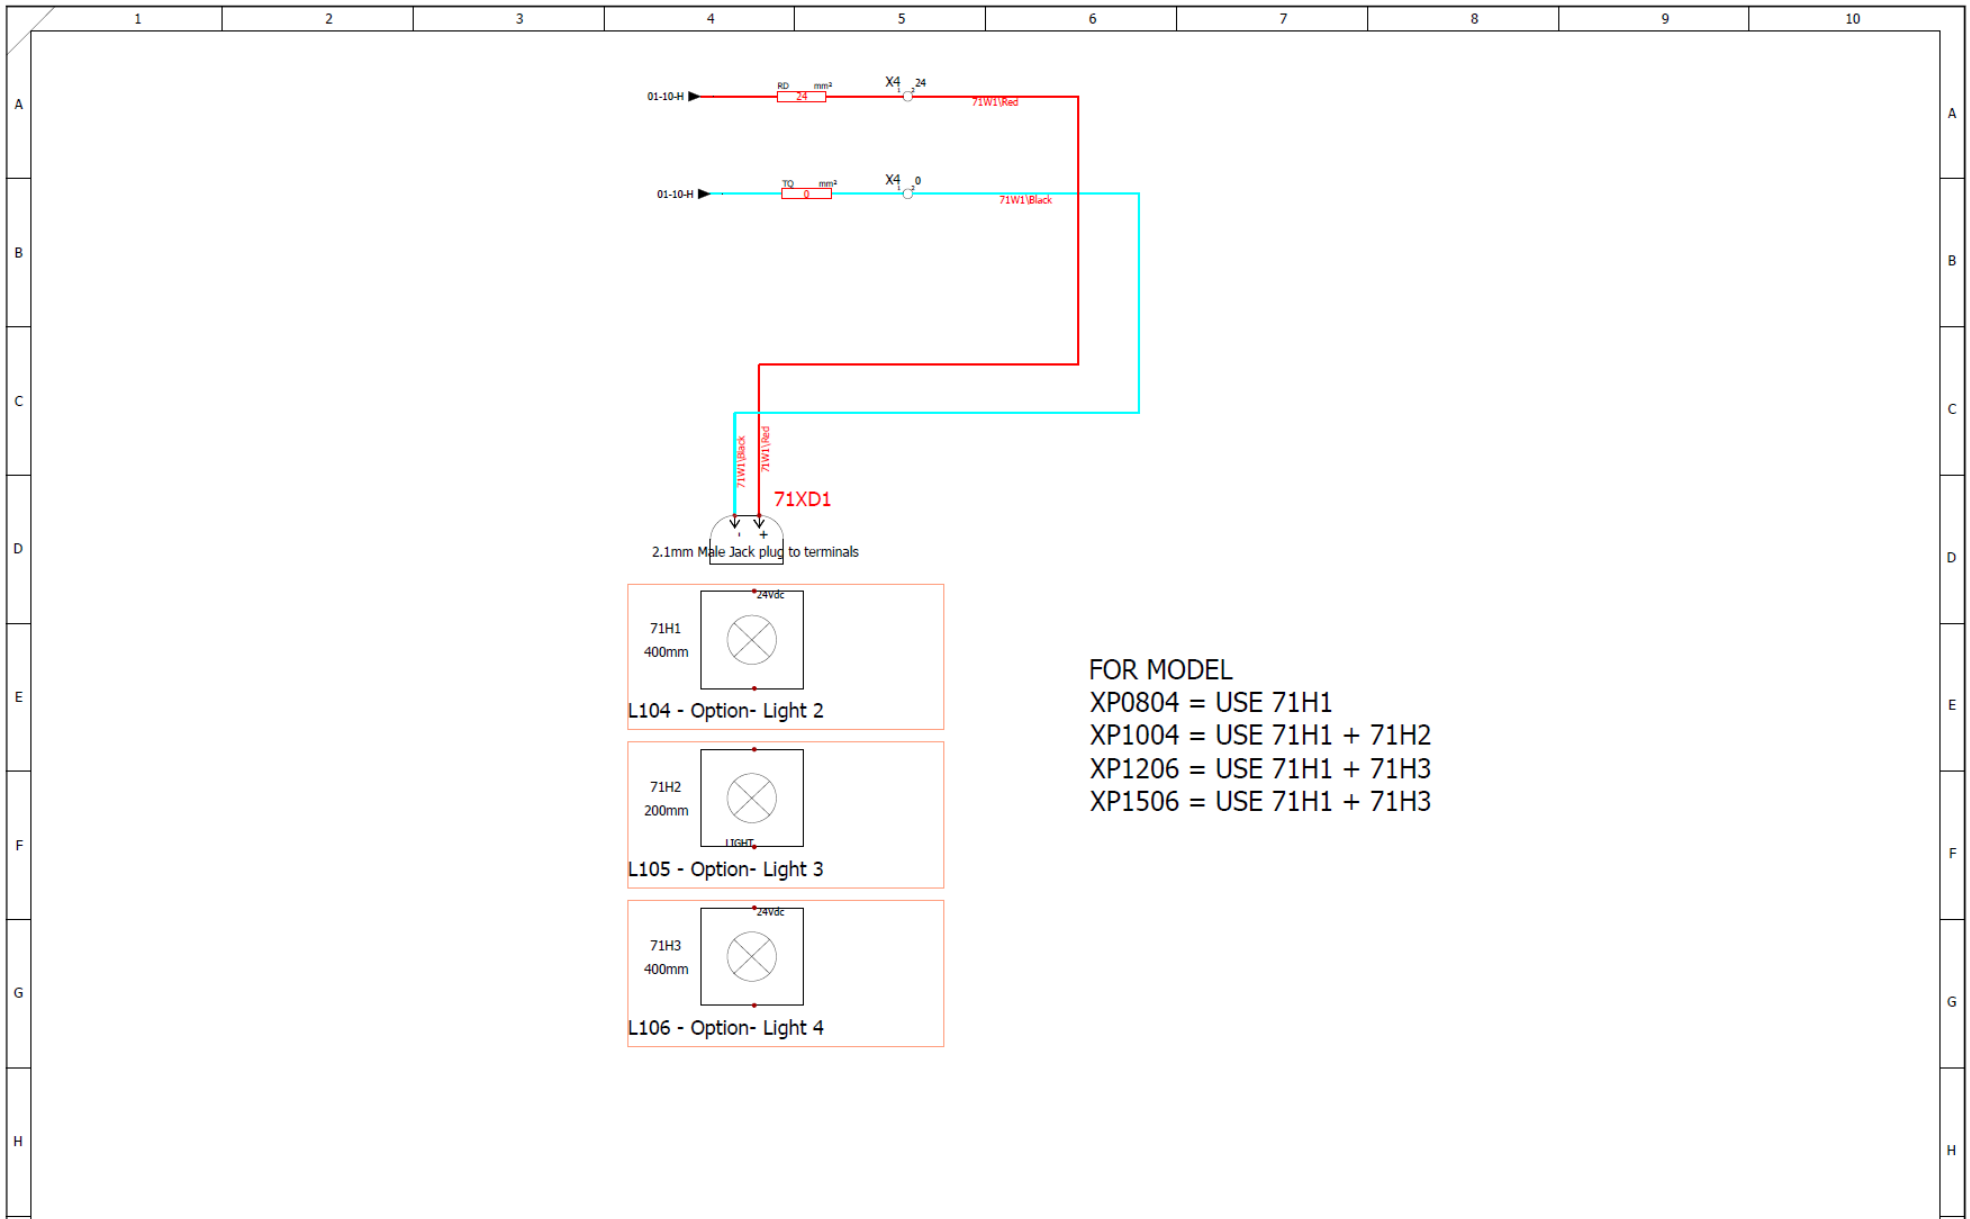 1 2 3 4 5 6 7 8 9 10
A
A
RD mm²
01-10-H
24
X4 24
1 2
71W1\Red
TQ mm²
01-10-H
0
X4 0
1 2
71W1\Black
B
B
C
C
71W1\Black
71W1\Red
71XD1
- +
2.1mm Male Jack plug to terminals
D
D
24Vdc
71H1
400mm
L104 - Option- Light 2
E
E
FOR MODEL
XP0804 = USE 71H1
XP1004 = USE 71H1 + 71H2
XP1206 = USE 71H1 + 71H3
XP1506 = USE 71H1 + 71H3
71H2
200mm
LIGHT
L105 - Option- Light 3
F
F
24Vdc
71H3
400mm
L106 - Option- Light 4
G
G
H
H